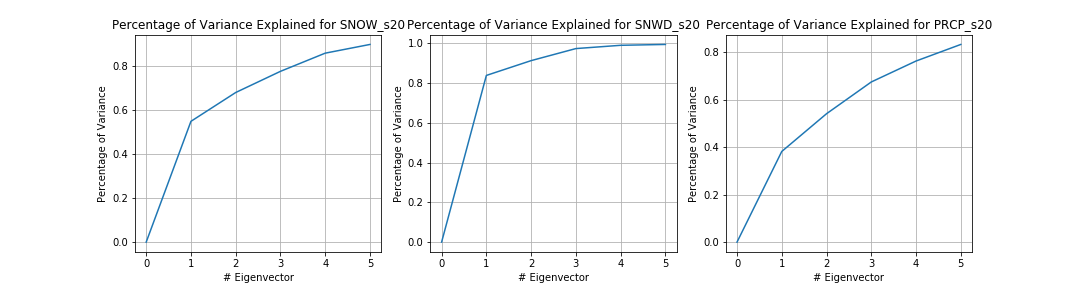 Percentage of Variance Explained for SNOW_s20
0.8
0.6
0.4
0.2
0.0
Percentage of Variance
0 1 2 3 4 5
# Eigenvector
Percentage of Variance Explained for SNWD_s20
1.0
0.8
0.6
0.4
0.2
0.0
Percentage of Variance
0 1 2 3 4 5
# Eigenvector
Percentage of Variance Explained for PRCP_s20
0.8
0.6
0.4
0.2
0.0
Percentage of Variance
0 1 2 3 4 5
# Eigenvector